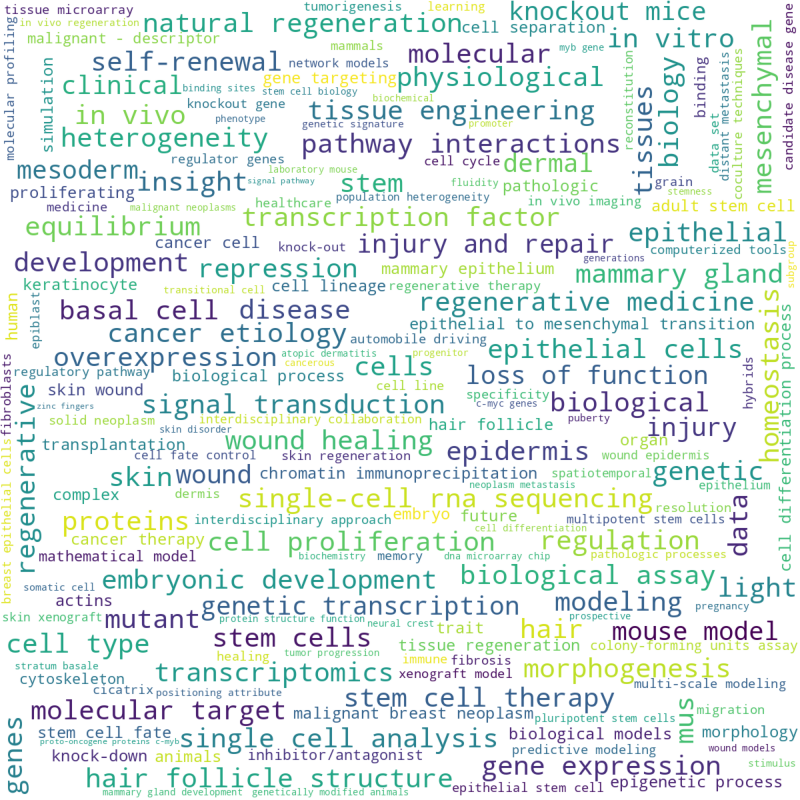 tissue microarray
tumorigenesis
learning
knockout mice
in vivo regeneration
natural regeneration
cell separation
malignant - descriptor
mammals
myb gene
in vitro
self-renewal
network models
molecular
molecular profiling
simulation
clinical
binding sites
stem cell biology
gene targeting
physiological
biochemical
knockout gene
in vivo
phenotype
tissue engineering
genetic signature
promoter
heterogeneity
pathway interactions
tissues
biology
reconstitution
binding
data set
distant metastasis
coculture techniques
mesenchymal
candidate disease gene
regulator genes
cell cycle
dermal
mesoderm
insight
laboratory mouse
signal pathway
stem
fluidity
pathologic
grain
stemness
proliferating
population heterogeneity
medicine
malignant neoplasms
healthcare
in vivo imaging
adult stem cell
equilibrium
transcription factor
epithelial
cancer cell
knock-out
injury and repair
computerized tools
development
repression
generations
subgroup
mammary epithelium
mammary gland
keratinocyte
transitional cell
cell lineage
regenerative therapy
human
epiblast
basal cell
disease
regenerative medicine
homeostasis
cancer etiology
epithelial to mesenchymal transition
automobile driving
cell differentiation process
overexpression
atopic dermatitis
cancerous
progenitor
cells
epithelial cells
regulatory pathway
biological process
loss of function
fibroblasts
skin wound
cell line
specificity
hybrids
zinc fingers
signal transduction
c-myc genes
biological
regenerative
solid neoplasm
interdisciplinary collaboration
hair follicle
puberty
skin disorder
injury
transplantation
wound healing
epidermis
organ
cell fate control
skin regeneration
wound epidermis
breast epithelial cells
skin
wound
chromatin immunoprecipitation
spatiotemporal
genetic
complex
dermis
single-cell rna sequencing
neoplasm metastasis
epithelium
resolution
data
proteins
interdisciplinary approach
embryo
future
multipotent stem cells
cell differentiation
cancer therapy
cell proliferation
regulation
mathematical model
biochemistry
memory
dna microarray chip
pathologic processes
somatic cell
embryonic development
biological assay
light
actins
genetic transcription
modeling
pregnancy
skin xenograft
mutant
protein structure function
neural crest
prospective
trait
hair
mouse model
cell type
stem cells
tissue regeneration
colony-forming units assay
healing
tumor progression
immune
fibrosis
stratum basale
cytoskeleton
transcriptomics
xenograft model
morphogenesis
cicatrix
positioning attribute
stem cell therapy
multi-scale modeling
molecular target
malignant breast neoplasm
pluripotent stem cells
mus
migration
genes
stem cell fate
proto-oncogene proteins c-myb
single cell analysis
biological models
morphology
knock-down
animals
inhibitor/antagonist
predictive modeling
wound models
gene expression
stimulus
hair follicle structure
epithelial stem cell
epigenetic process
mammary gland development
genetically modified animals